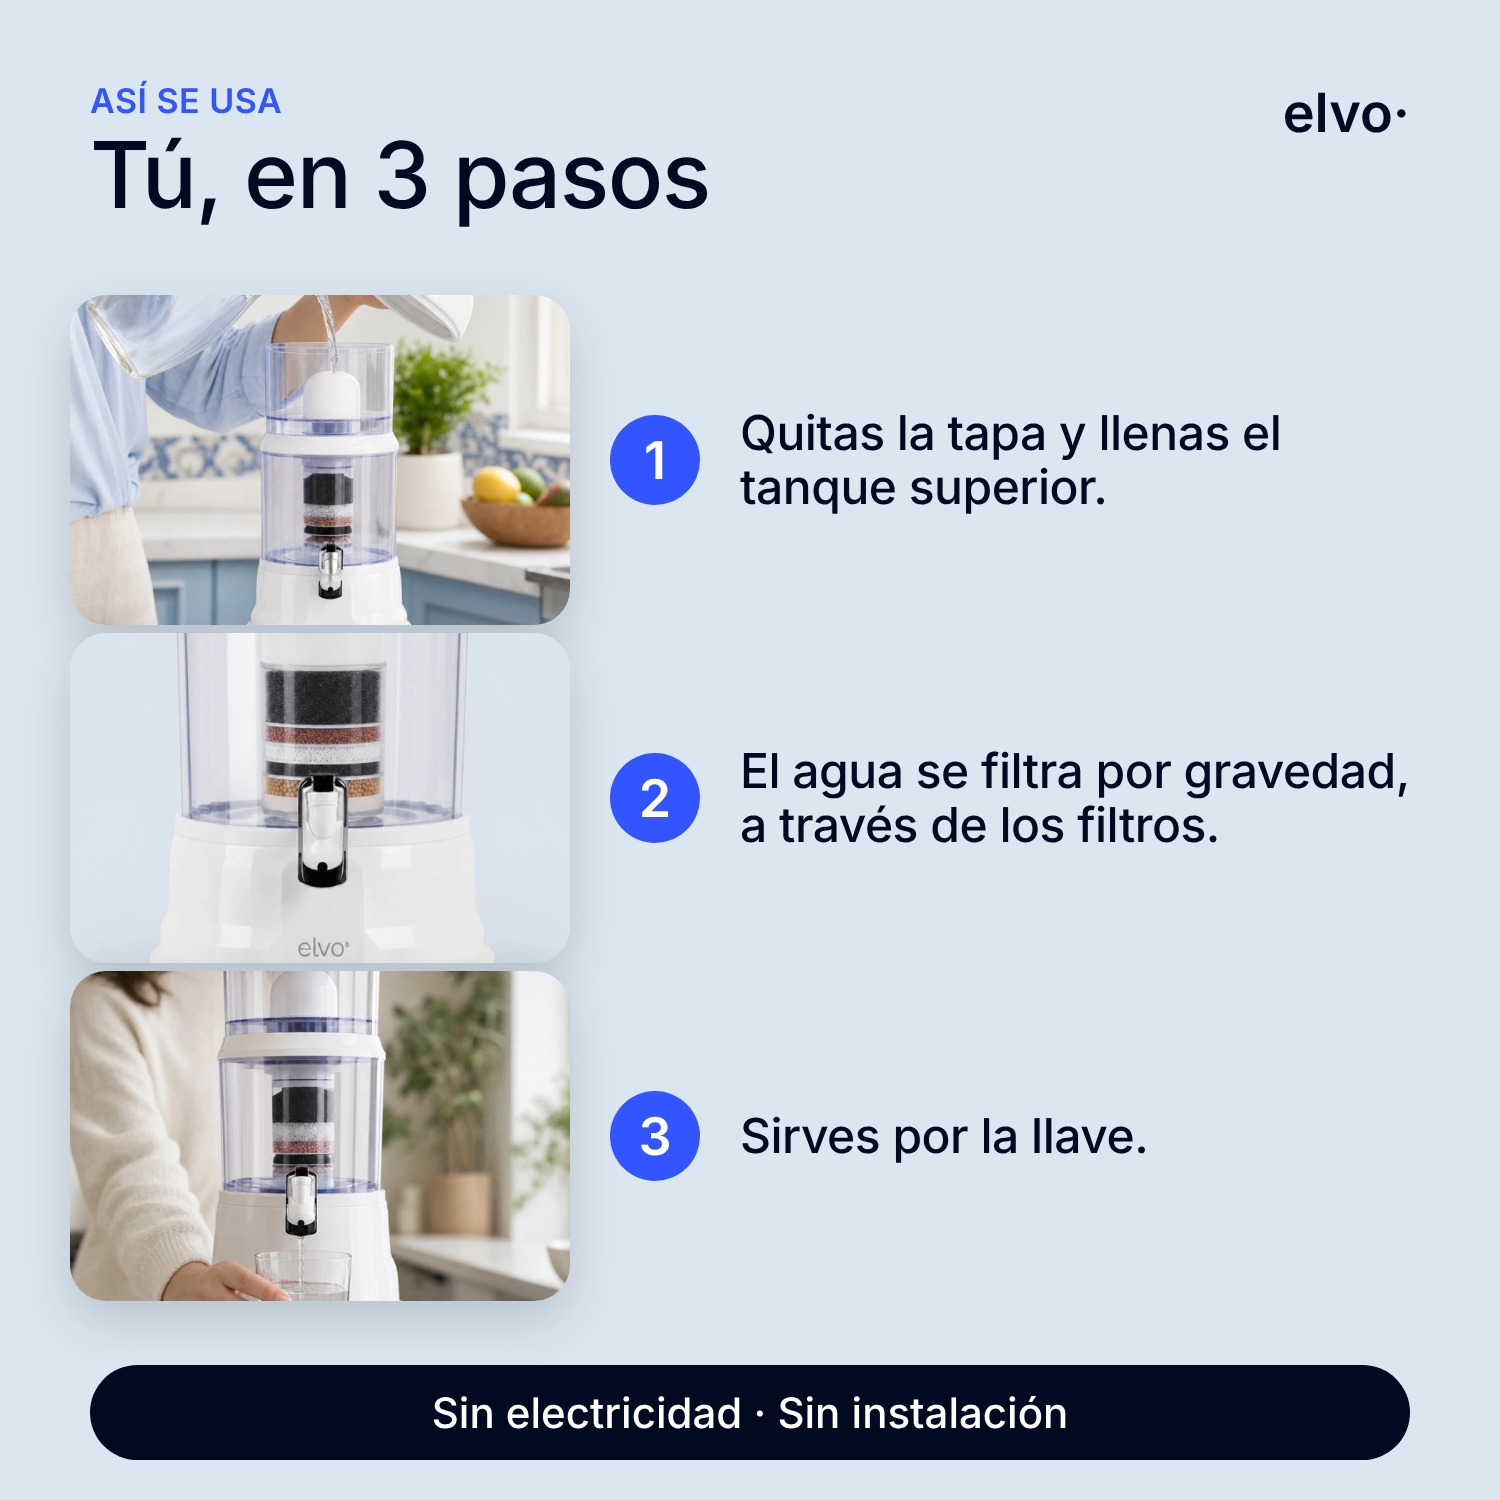 ASÍ SE USA
elvo·
Tú, en 3 pasos
1
Quitas la tapa y llenas el
tanque superior.
2
El agua se filtra por gravedad,
a través de los filtros.
elvo
3
Sirves por la llave.
Sin electricidad · Sin instalación